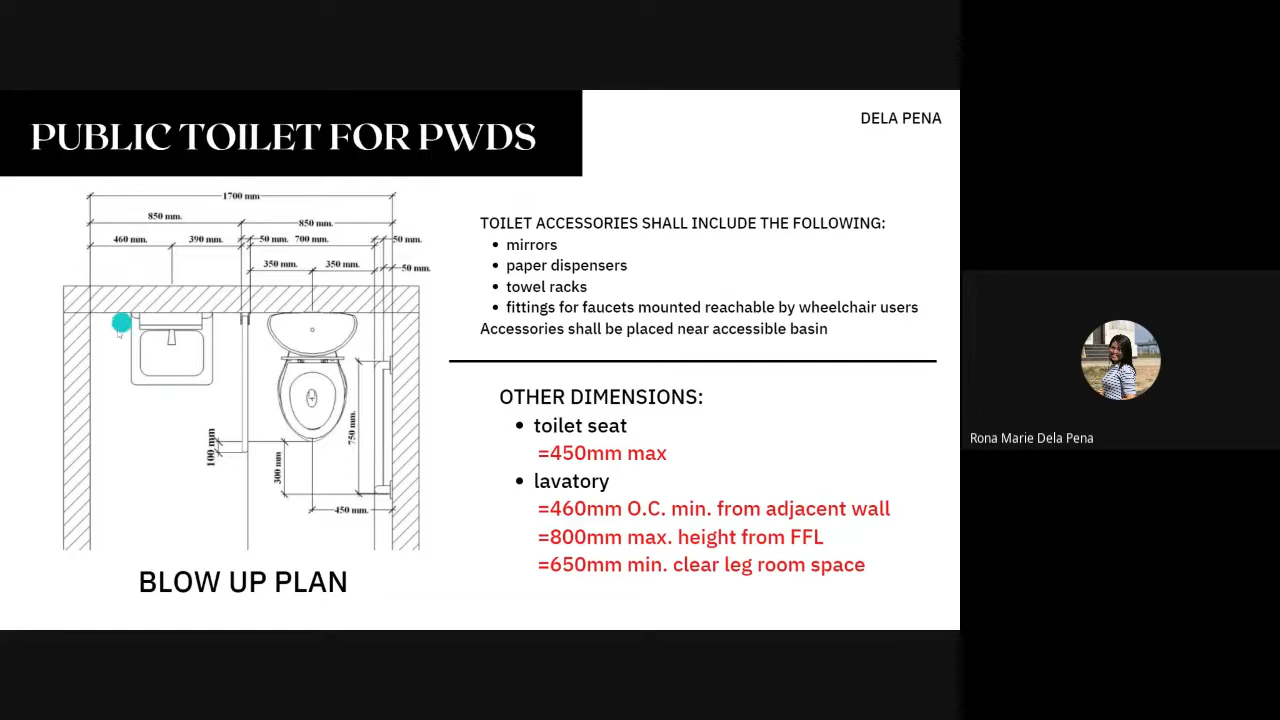 PUBLIC TOILET FOR PWDS
DELA PENA
1700 mm
850 mm.
850 mm.
460 mm.
390 mm.
50 mm.
700 mm.
50 mm.
350 mm.
350 mm.
50 mm.
750 mm.
100 mm
300 mm.
450 mm.
BLOW UP PLAN
TOILET ACCESSORIES SHALL INCLUDE THE FOLLOWING:
• mirrors
• paper dispensers
• towel racks
• fittings for faucets mounted reachable by wheelchair users
Accessories shall be placed near accessible basin
OTHER DIMENSIONS:
• toilet seat
=450mm max
• lavatory
=460mm O.C. min. from adjacent wall
=800mm max. height from FFL
=650mm min. clear leg room space
Rona Marie Dela Pena